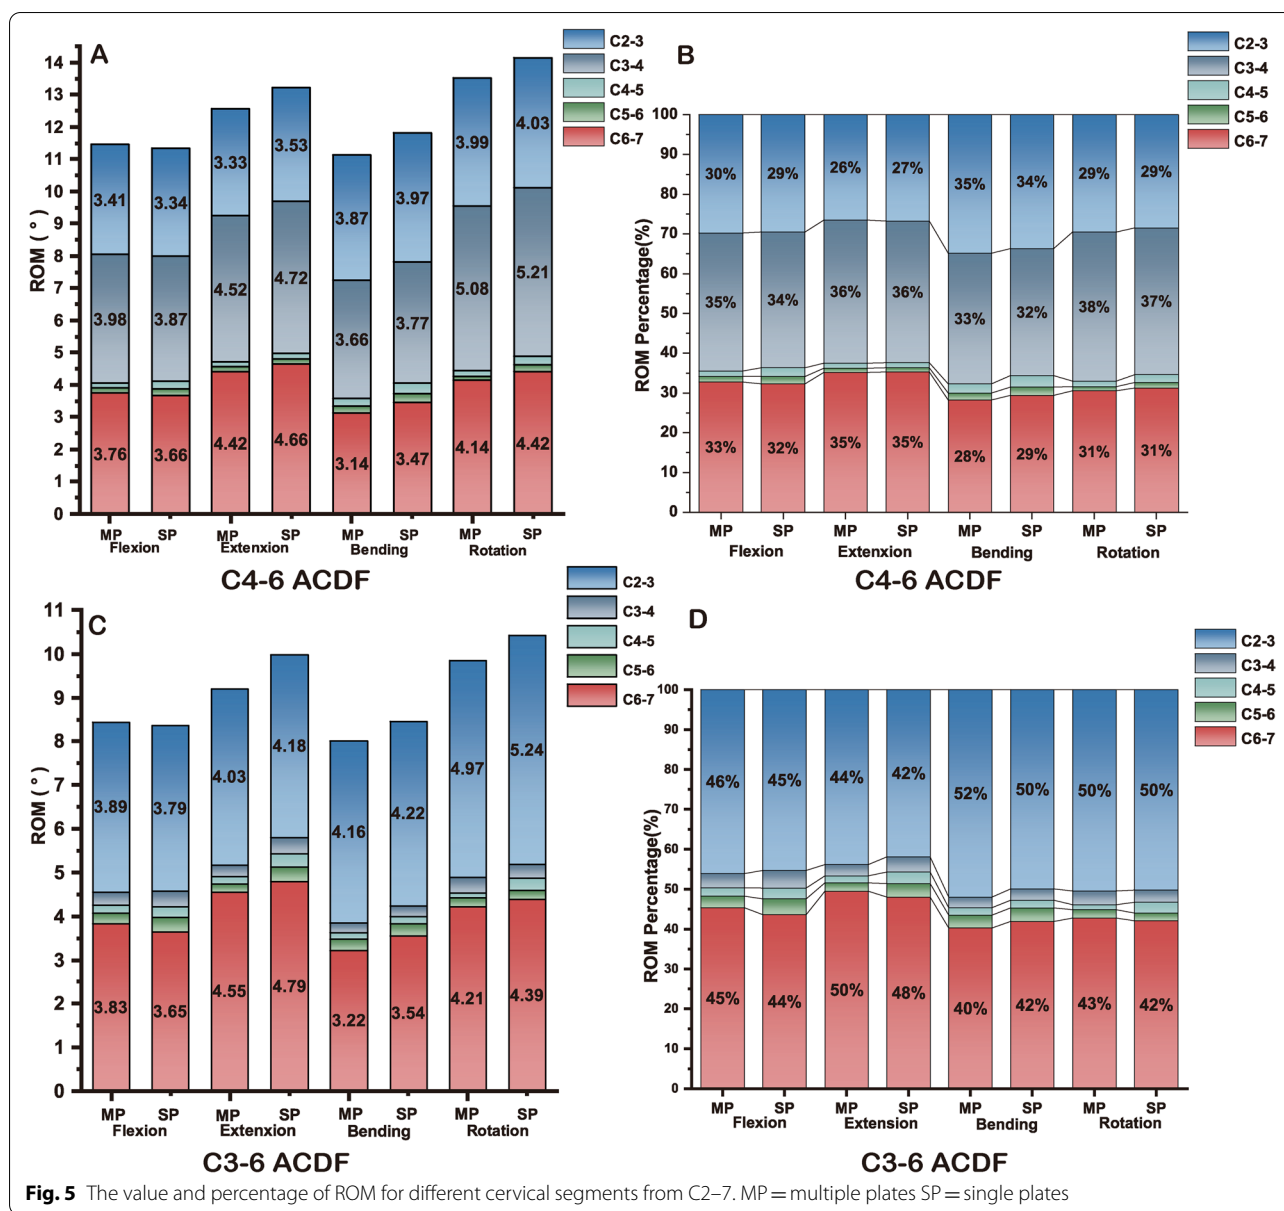 A
C2-3
C3-4
C4-5
C5-6
C6-7
ROM ( ° )
14
13
12
11
10
9
8
7
6
5
4
3
2
1
0
3.41 3.34 3.33 3.53 3.87 3.97 3.99 4.03
3.98 3.87 4.52 4.72 3.66 3.77 5.08 5.21
3.76 3.66 4.42 4.66 3.14 3.47 4.14 4.42
MP SP MP SP MP SP MP SP
Flexion Extenxion Bending Rotation
C4-6 ACDF
B
C2-3
C3-4
C4-5
C5-6
C6-7
ROM Percentage(%)
100
90
80
70
60
50
40
30
20
10
0
30% 29% 26% 27% 35% 34% 29% 29%
35% 34% 36% 36% 33% 32% 38% 37%
33% 32% 35% 35% 28% 29% 31% 31%
MP SP MP SP MP SP MP SP
Flexion Extenxion Bending Rotation
C4-6 ACDF
C
C2-3
C3-4
C4-5
C5-6
C6-7
ROM ( ° )
11
10
9
8
7
6
5
4
3
2
1
0
3.89 3.79 4.03 4.18 4.16 4.22 4.97 5.24
3.83 3.65 4.55 4.79 3.22 3.54 4.21 4.39
MP SP MP SP MP SP MP SP
Flexion Extenxion Bending Rotation
C3-6 ACDF
D
C2-3
C3-4
C4-5
C5-6
C6-7
ROM Percentage(%)
100
90
80
70
60
50
40
30
20
10
0
46% 45% 44% 42% 52% 50% 50% 50%
45% 44% 50% 48% 40% 42% 43% 42%
MP SP MP SP MP SP MP SP
Flexion Extension Bending Rotation
C3-6 ACDF
Fig. 5 The value and percentage of ROM for different cervical segments from C2–7. MP = multiple plates SP = single plates